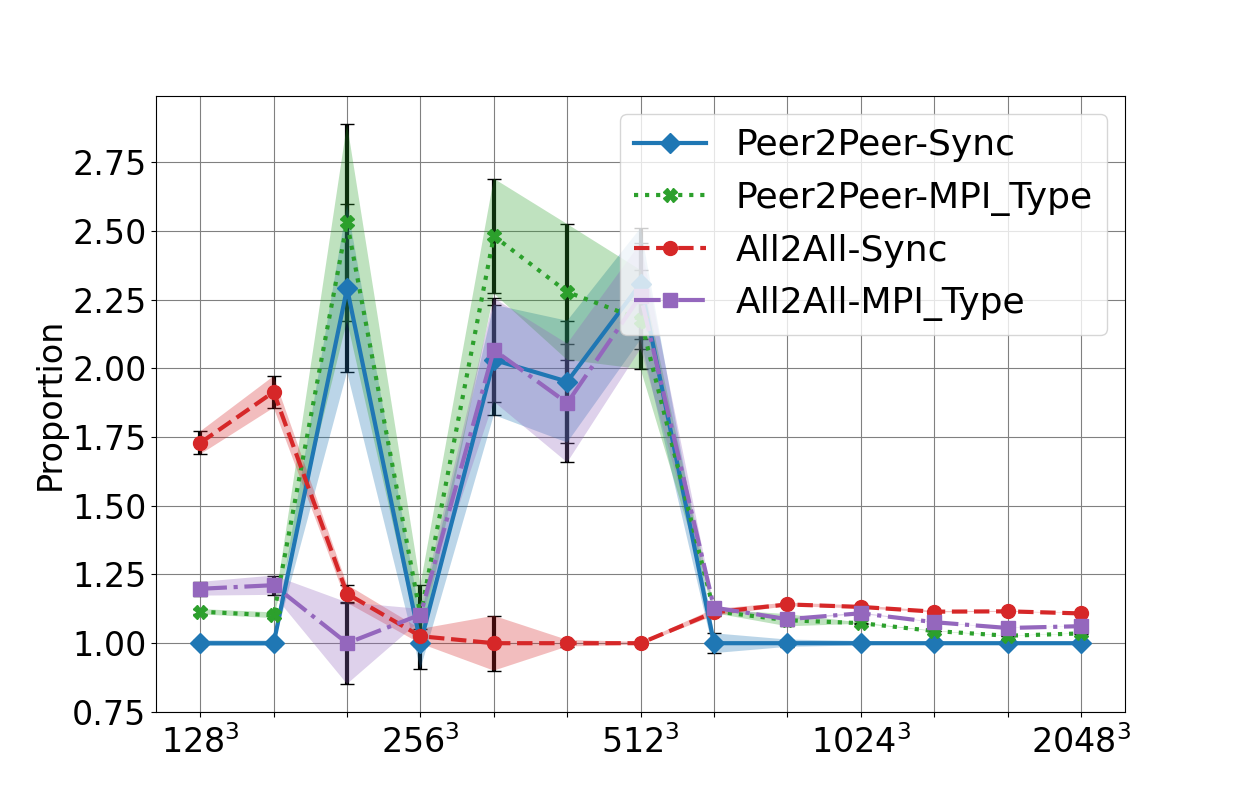 Peer2Peer-Sync
Peer2Peer-MPI_Type
All2All-Sync
All2All-MPI_Type
Proportion
2.75
2.50
2.25
2.00
1.75
1.50
1.25
1.00
0.75
128³ 256³ 512³ 1024³ 2048³